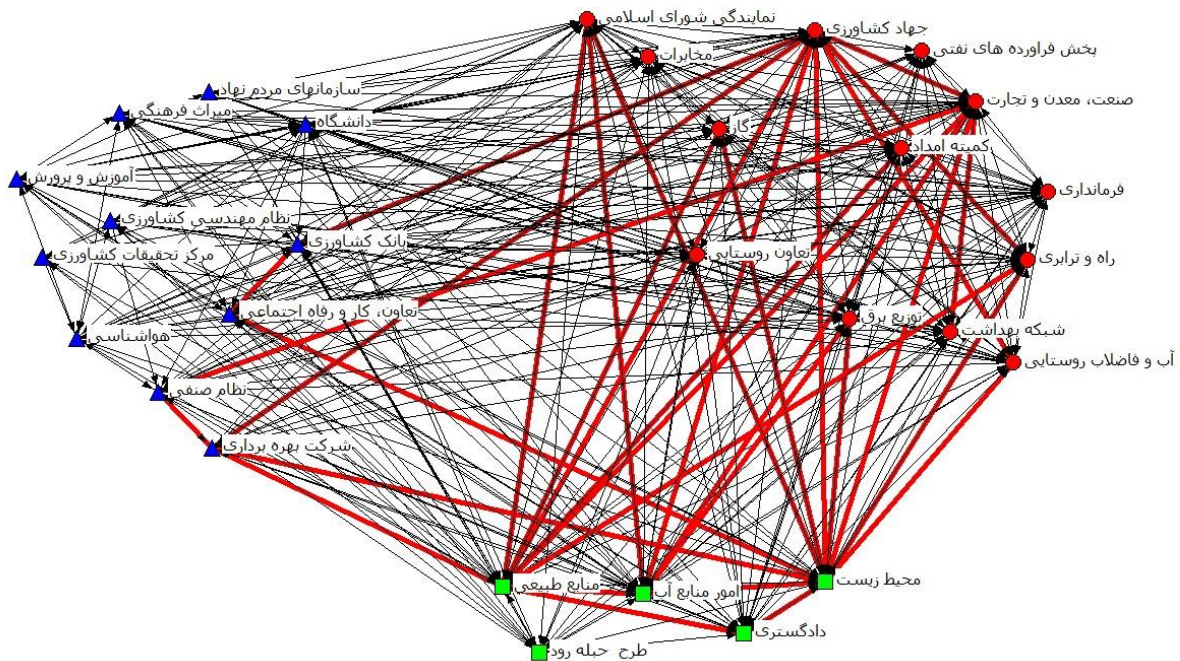 نمایندگی شورای اسلامی
جهاد کشاورزی
پخش فراورده های نفتی
مخابرات
سازمانهای مردم نهاد
صنعت، معدن و تجارت
میراث فرهنگی
دانشگاه
گاز
کمیته امداد
آموزش و پرورش
فرمانداری
نظام مهندسی کشاورزی
بانک کشاورزی
تعاون روستایی
مرکز تحقیقات کشاورزی
راه و ترابری
تعاون، کار و رفاه اجتماعی
توزیع برق
شبکه بهداشت
هواشناسی
آب و فاضلاب روستایی
نظام صنفی
شرکت بهره برداری
محیط زیست
منابع طبیعی
امور منابع آب
دادگستری
طرح حبله رود